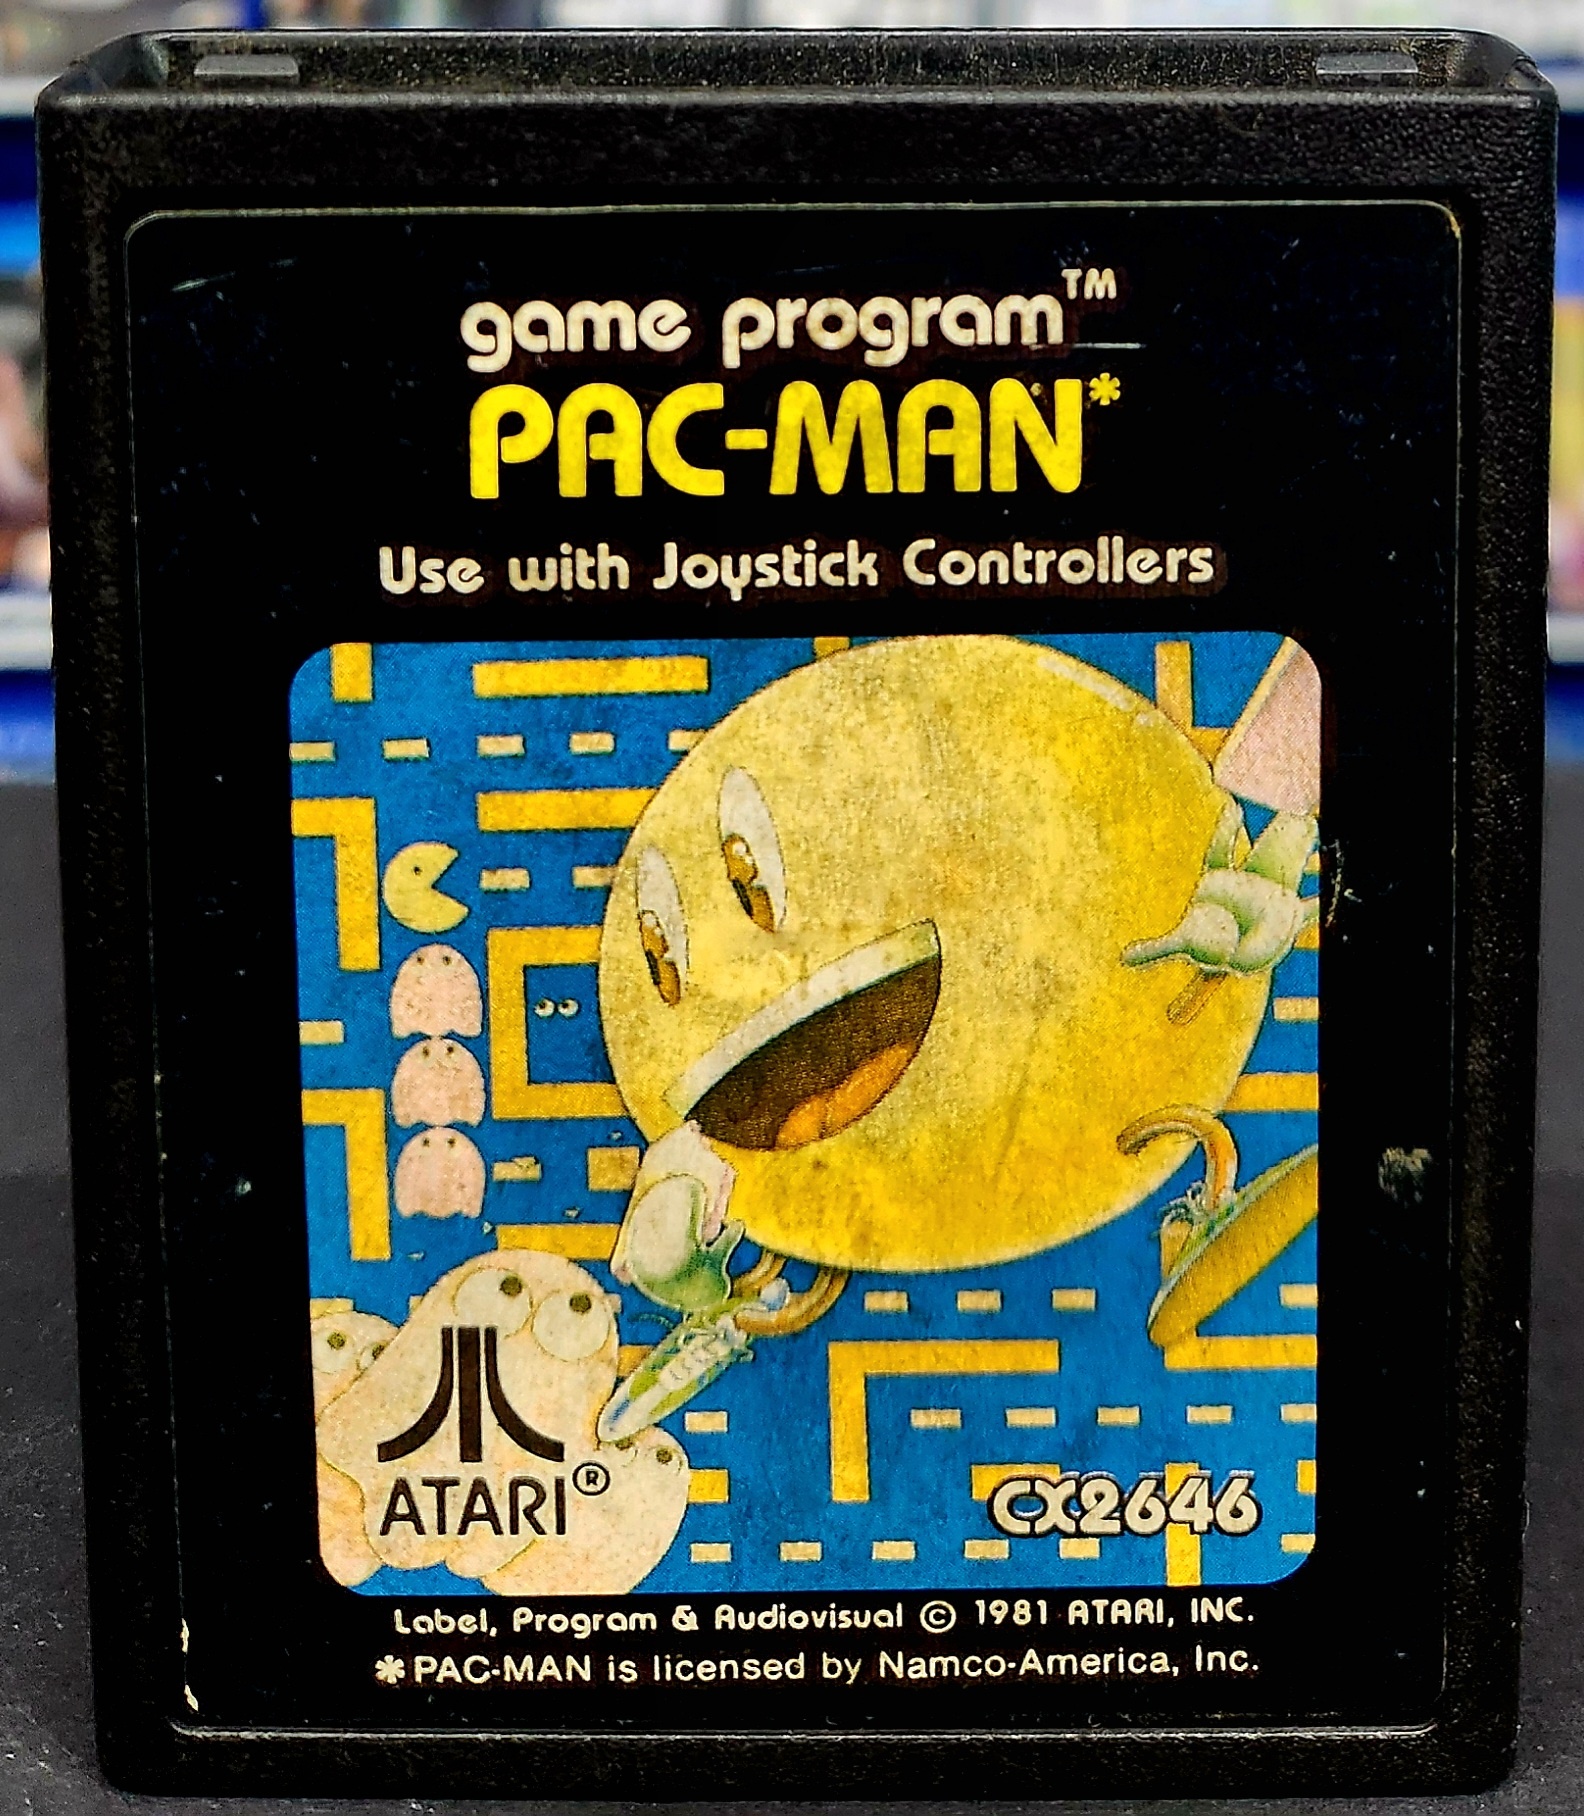 game program™
PAC-MAN*
Use with Joystick Controllers
ATARI®
CX2646
Label, Program & Audiovisual © 1981 ATARI, INC.
*PAC-MAN is licensed by Namco-America, Inc.